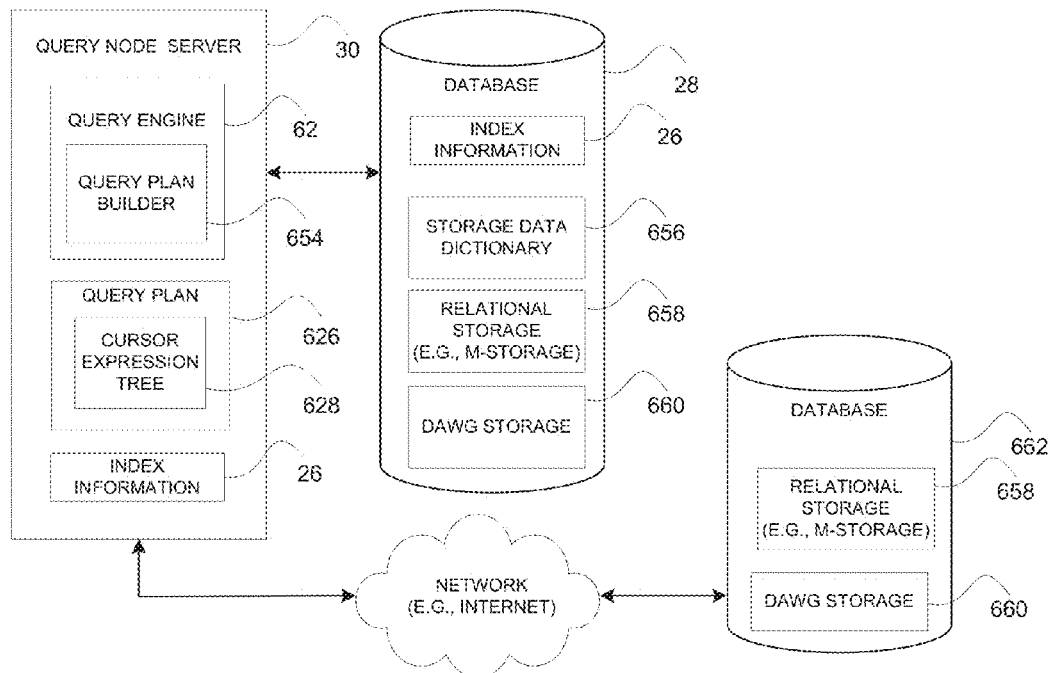 QUERY NODE SERVER
30
QUERY ENGINE
62
QUERY PLAN
BUILDER
654
QUERY PLAN
626
CURSOR
EXPRESSION
TREE
628
INDEX
INFORMATION
26
DATABASE
28
INDEX
INFORMATION
26
STORAGE DATA
DICTIONARY
656
RELATIONAL
STORAGE
(E.G., M-STORAGE)
658
DAWG STORAGE
660
NETWORK
(E.G., INTERNET)
DATABASE
662
RELATIONAL
STORAGE
(E.G., M-STORAGE)
658
DAWG STORAGE
660